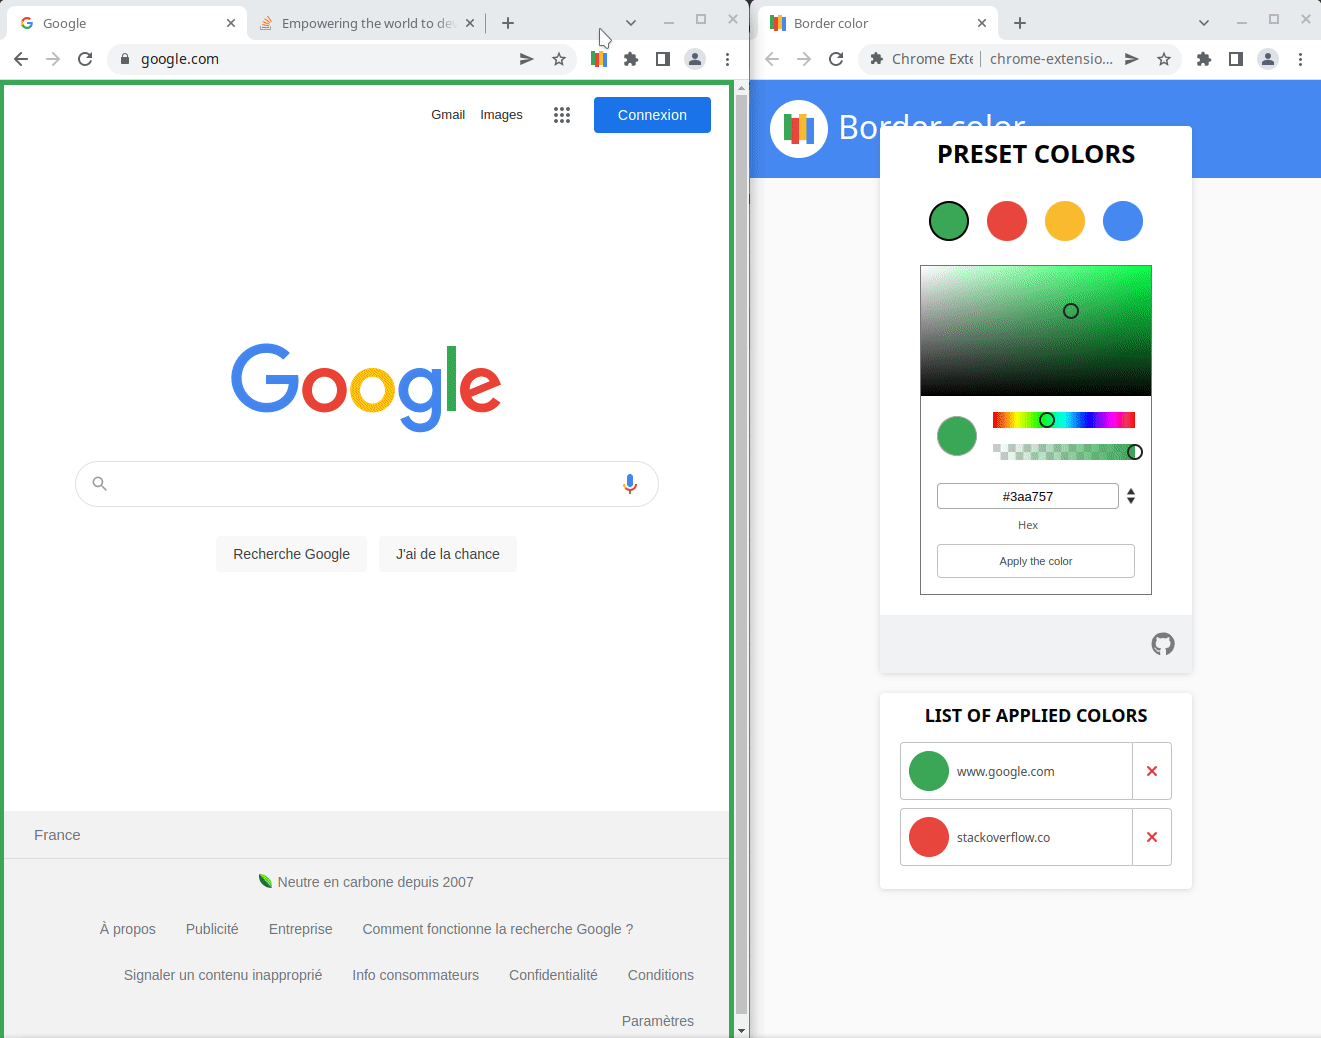 Google
Empowering the world to de
google.com
Gmail Images Connexion
Google
Recherche Google J'ai de la chance
France
Neutre en carbone depuis 2007
À propos Publicité Entreprise Comment fonctionne la recherche Google ?
Signaler un contenu inapproprié Info consommateurs Confidentialité Conditions
Paramètres
Border color
Chrome Exte chrome-extensio...
Border color
PRESET COLORS
#3aa757
Hex
Apply the color
LIST OF APPLIED COLORS
www.google.com
stackoverflow.co